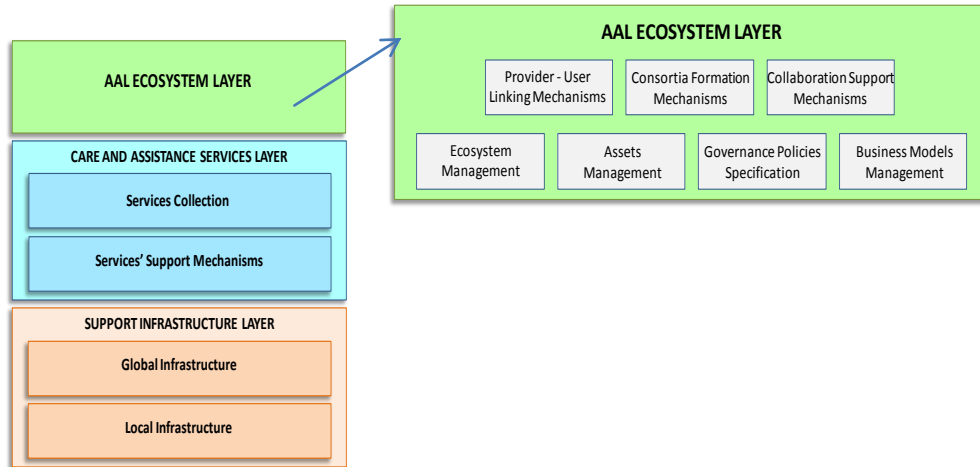 AAL ECOSYSTEM LAYER
CARE AND ASSISTANCE SERVICES LAYER
Services Collection
Services' Support Mechanisms
SUPPORT INFRASTRUCTURE LAYER
Global Infrastructure
Local Infrastructure
AAL ECOSYSTEM LAYER
Provider - User
Linking Mechanisms
Consortia Formation
Mechanisms
Collaboration Support
Mechanisms
Ecosystem
Management
Assets
Management
Governance Policies
Specification
Business Models
Management